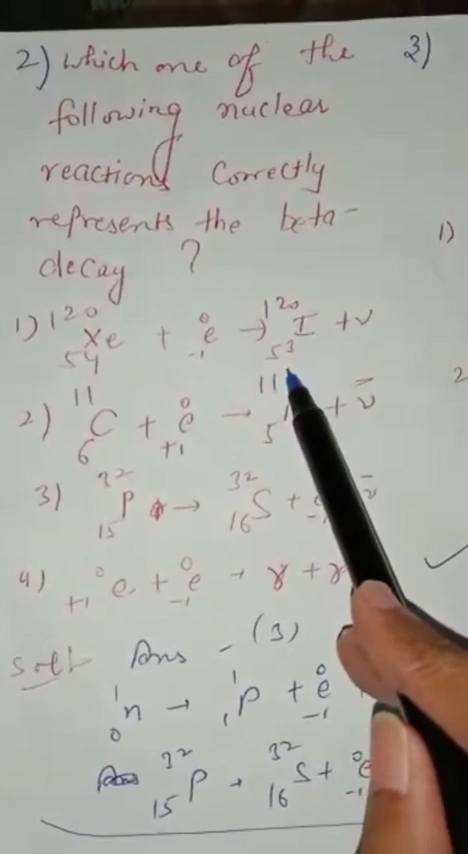 2) Which one of the
following nuclear
reactions Correctly
represents the beta-
decay ?
1) ¹²⁰₅₄Xe + ⁰₋₁e → ¹²⁰₅₃I + ν
2) ¹¹₆C + ⁰₊₁e → ¹¹₅ + ν̅
3) ³²₁₅P → ³²₁₆S + ₋₁ ν̅
4) ⁰₊₁e + ⁰₋₁e → γ + γ
Soln Ans - (3)
¹₀n → ¹₁P + ⁰₋₁e
³²₁₅P → ³²₁₆S + ⁰₋₁e
3)
1)
2